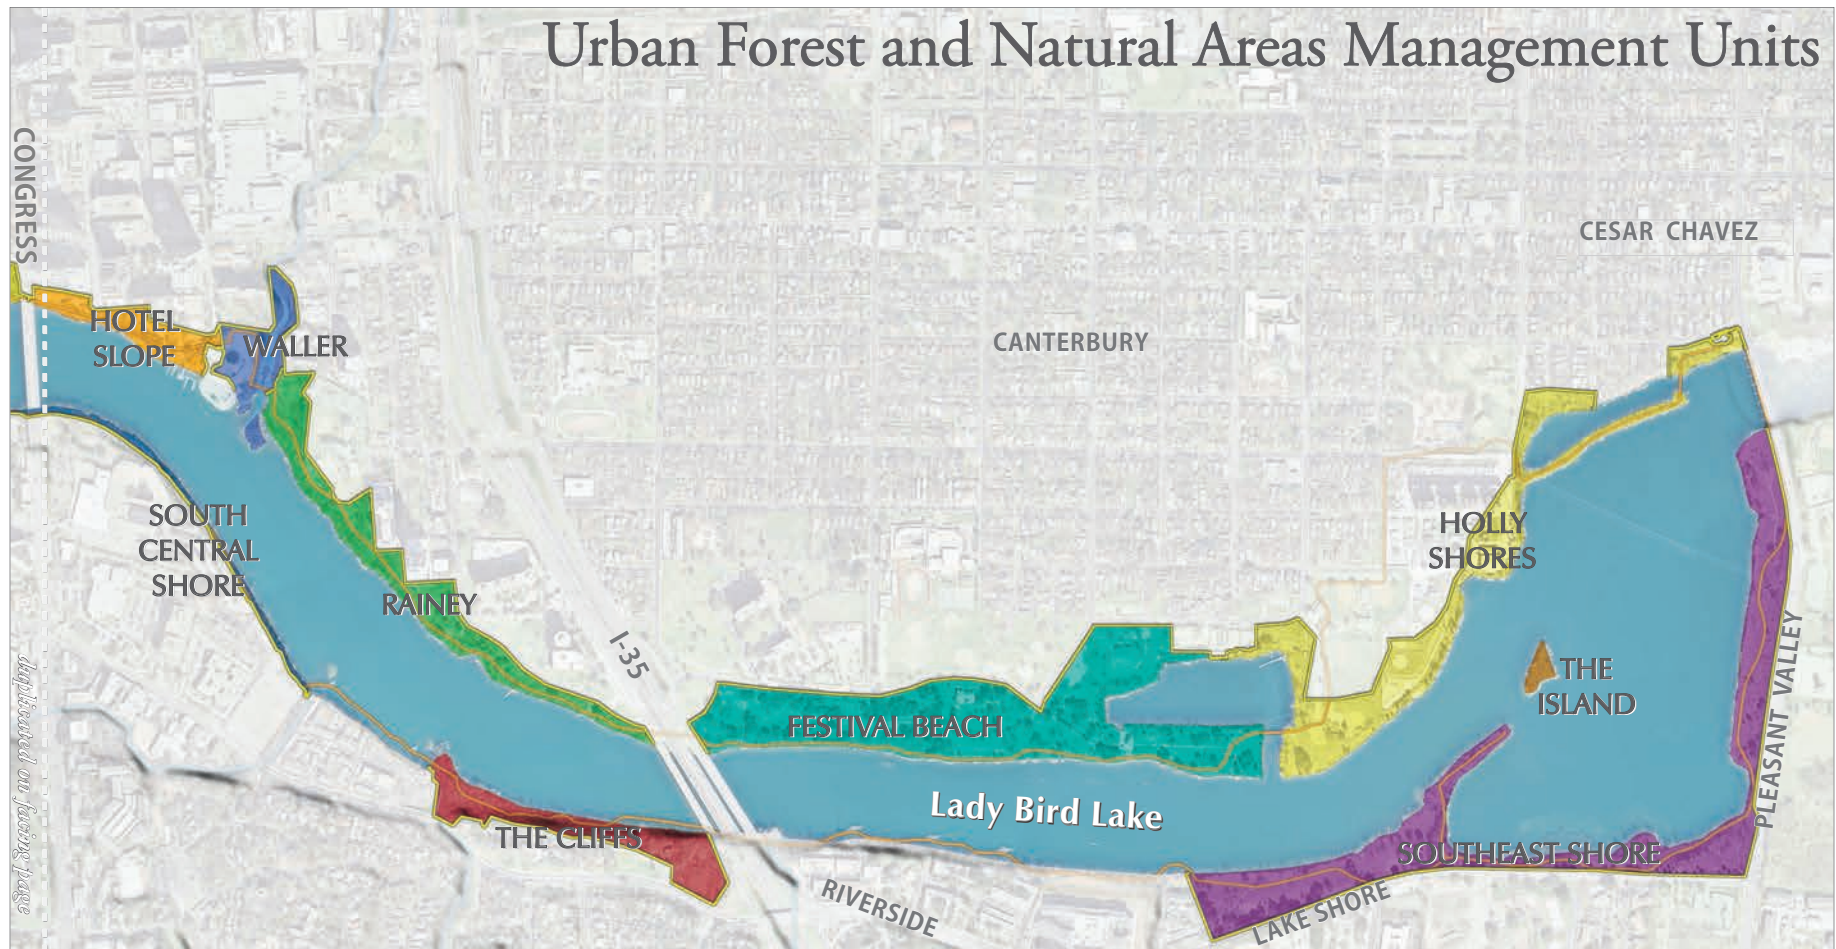 Urban Forest and Natural Areas Management Units
CONGRESS
CESAR CHAVEZ
HOTEL
SLOPE
WALLER
CANTERBURY
SOUTH
CENTRAL
SHORE
HOLLY
SHORES
RAINEY
I-35
THE
ISLAND
PLEASANT VALLEY
FESTIVAL BEACH
Lady Bird Lake
THE CLIFFS
SOUTHEAST SHORE
RIVERSIDE
LAKE SHORE
duplicated on facing page